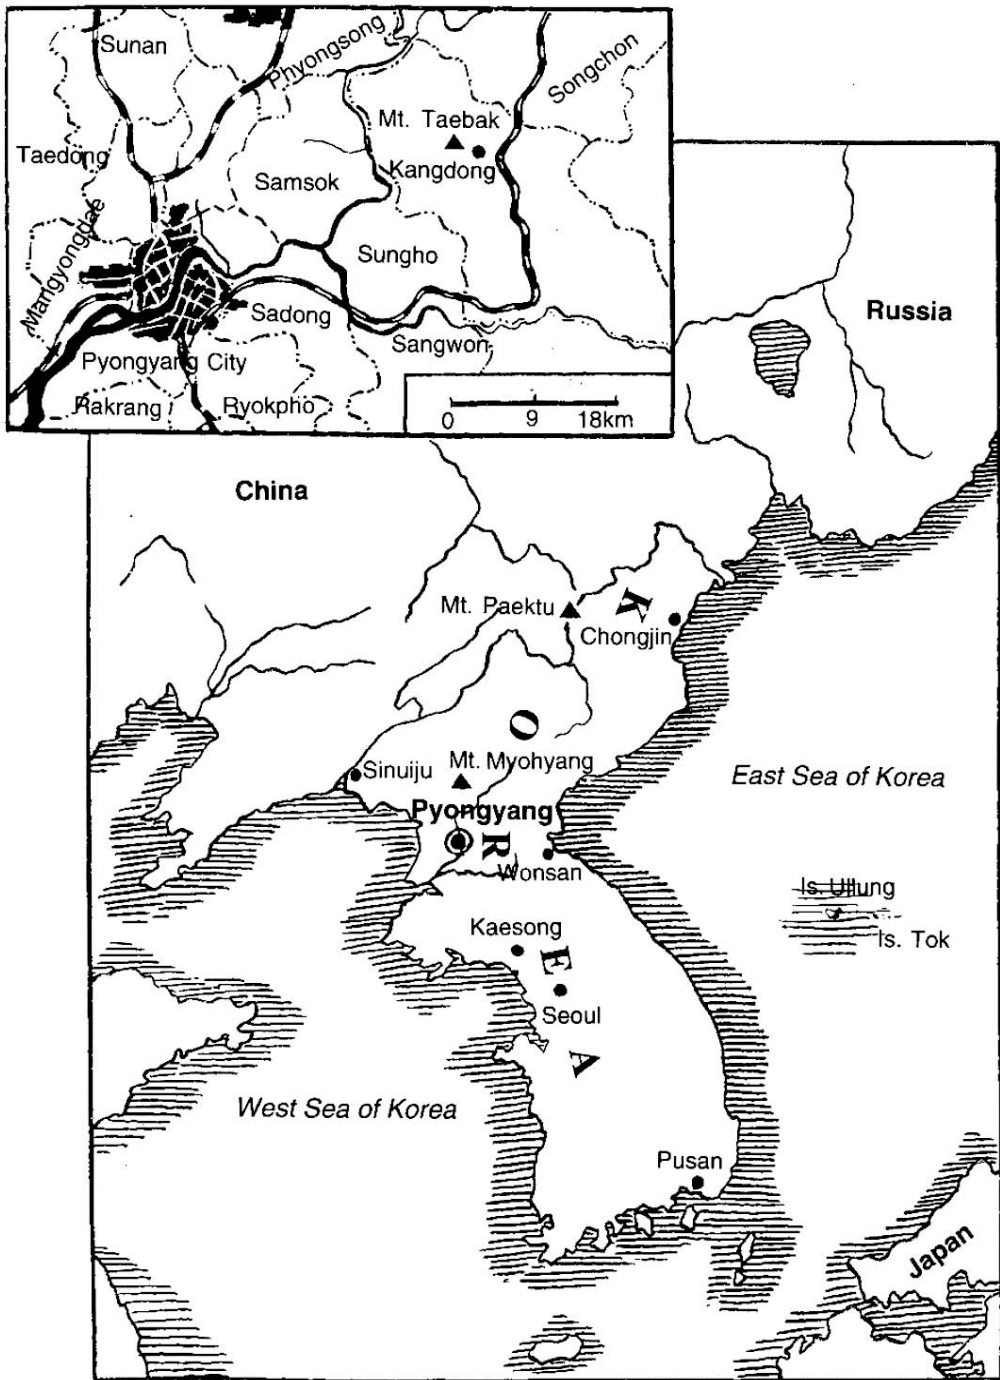 Sunan
Phyongsong
Songchon
Mt. Taebak
Taedong
Kangdong
Samsok
Mangyongdae
Sungho
Sadong
Sangwon
Pyongyang City
Rakrang
Ryokpho
0 9 18km
Russia
China
Mt. Paektu
K
Chongjin
O
Sinuiju
Mt. Myohyang
East Sea of Korea
Pyongyang
R
Wonsan
Is. Ullung
Kaesong
Is. Tok
E
Seoul
A
West Sea of Korea
Pusan
Japan